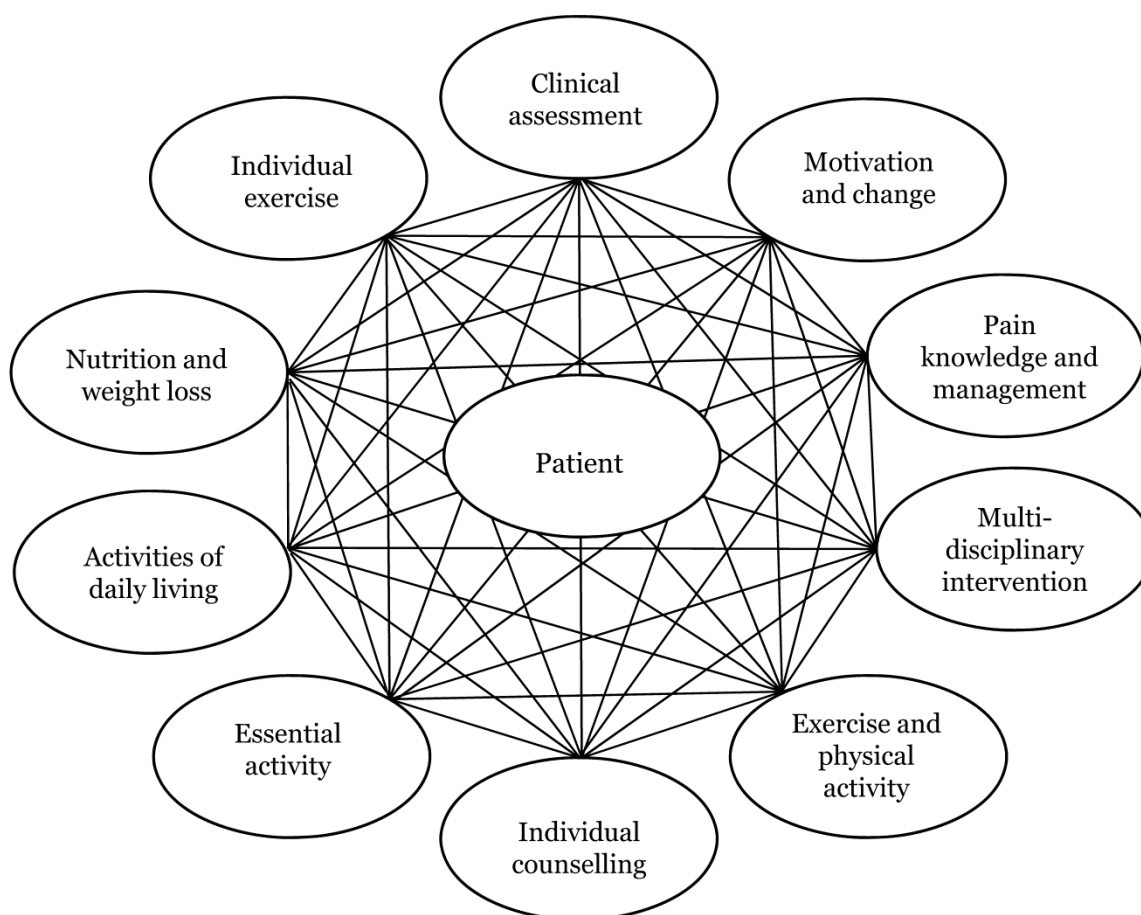 Clinical
assessment
Motivation
and change
Individual
exercise
Pain
knowledge and
management
Nutrition and
weight loss
Patient
Multi-
disciplinary
intervention
Activities of
daily living
Exercise and
physical
activity
Essential
activity
Individual
counselling